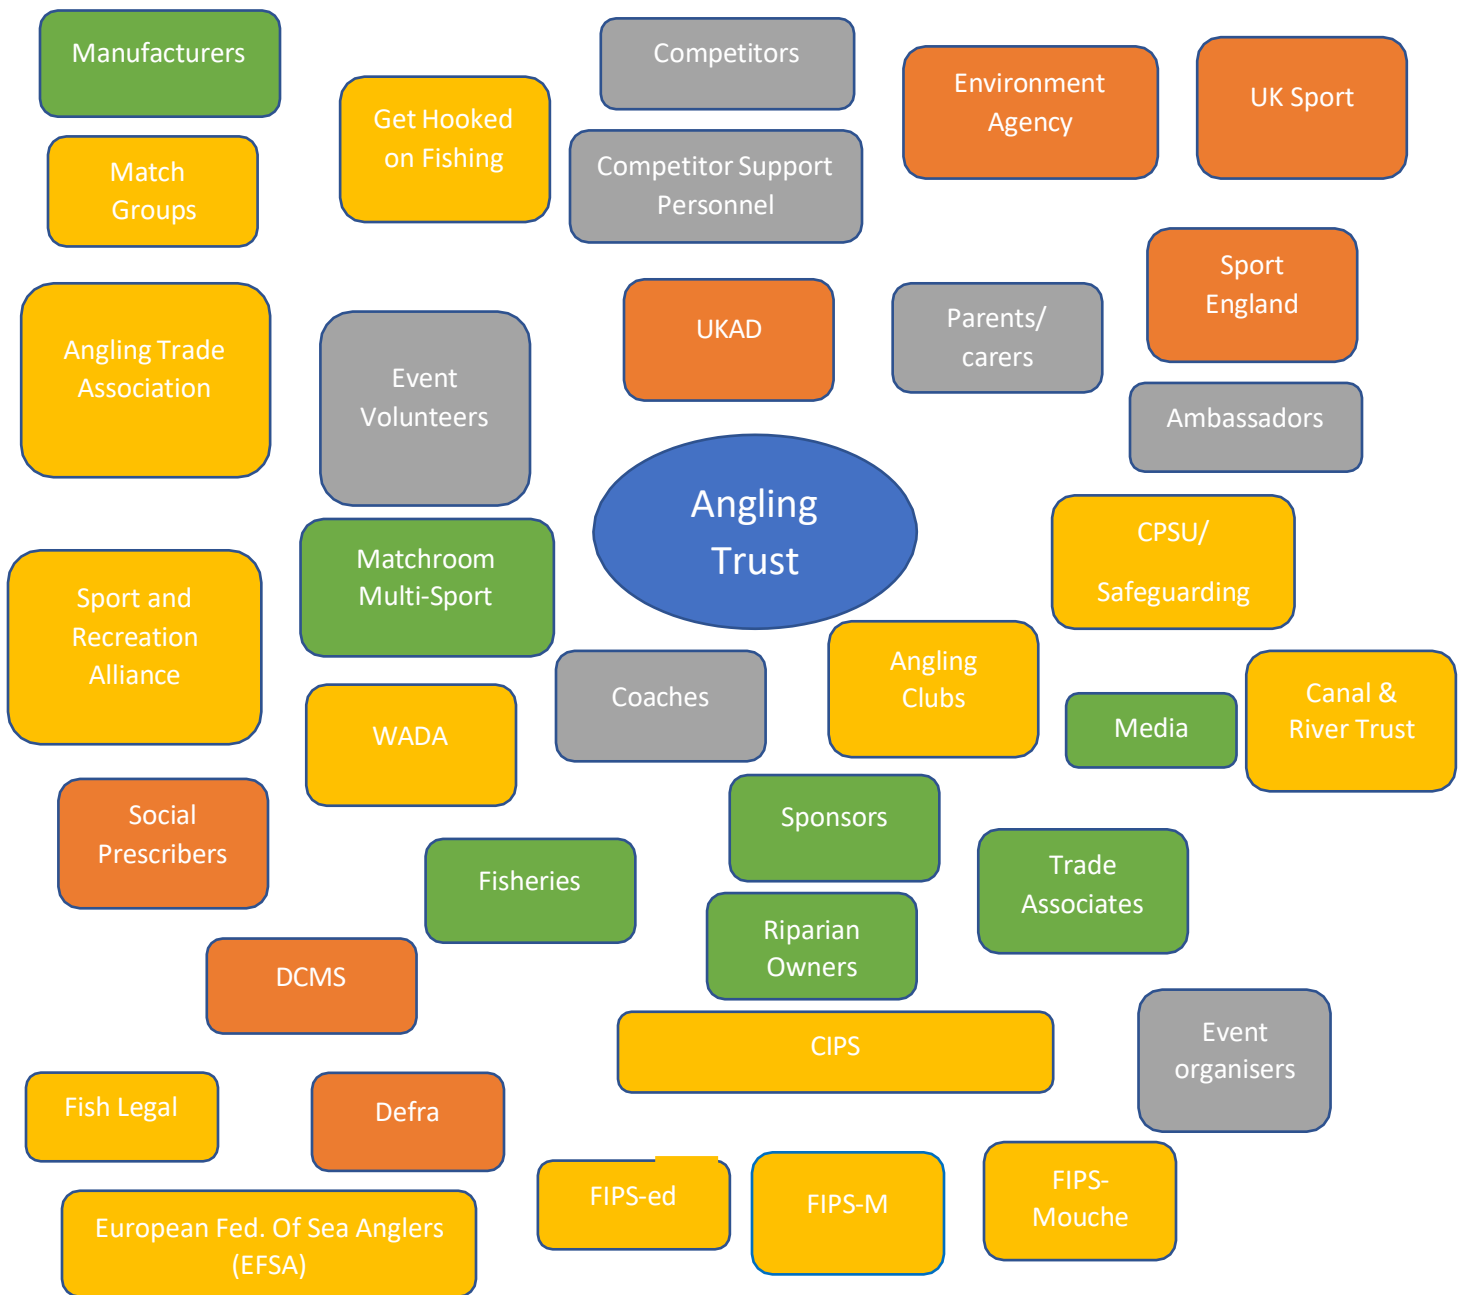 Manufacturers
Competitors
Environment
Agency
UK Sport
Get Hooked
on Fishing
Match
Groups
Competitor Support
Personnel
Sport
England
Angling Trade
Association
Event
Volunteers
UKAD
Parents/
carers
Ambassadors
Angling
Trust
CPSU/
Safeguarding
Matchroom
Multi-Sport
Sport and
Recreation
Alliance
Coaches
Angling
Clubs
Media
Canal &
River Trust
WADA
Social
Prescribers
Sponsors
Fisheries
Trade
Associates
Riparian
Owners
DCMS
CIPS
Event
organisers
Fish Legal
Defra
FIPS-ed
FIPS-M
FIPS-
Mouche
European Fed. Of Sea Anglers
(EFSA)